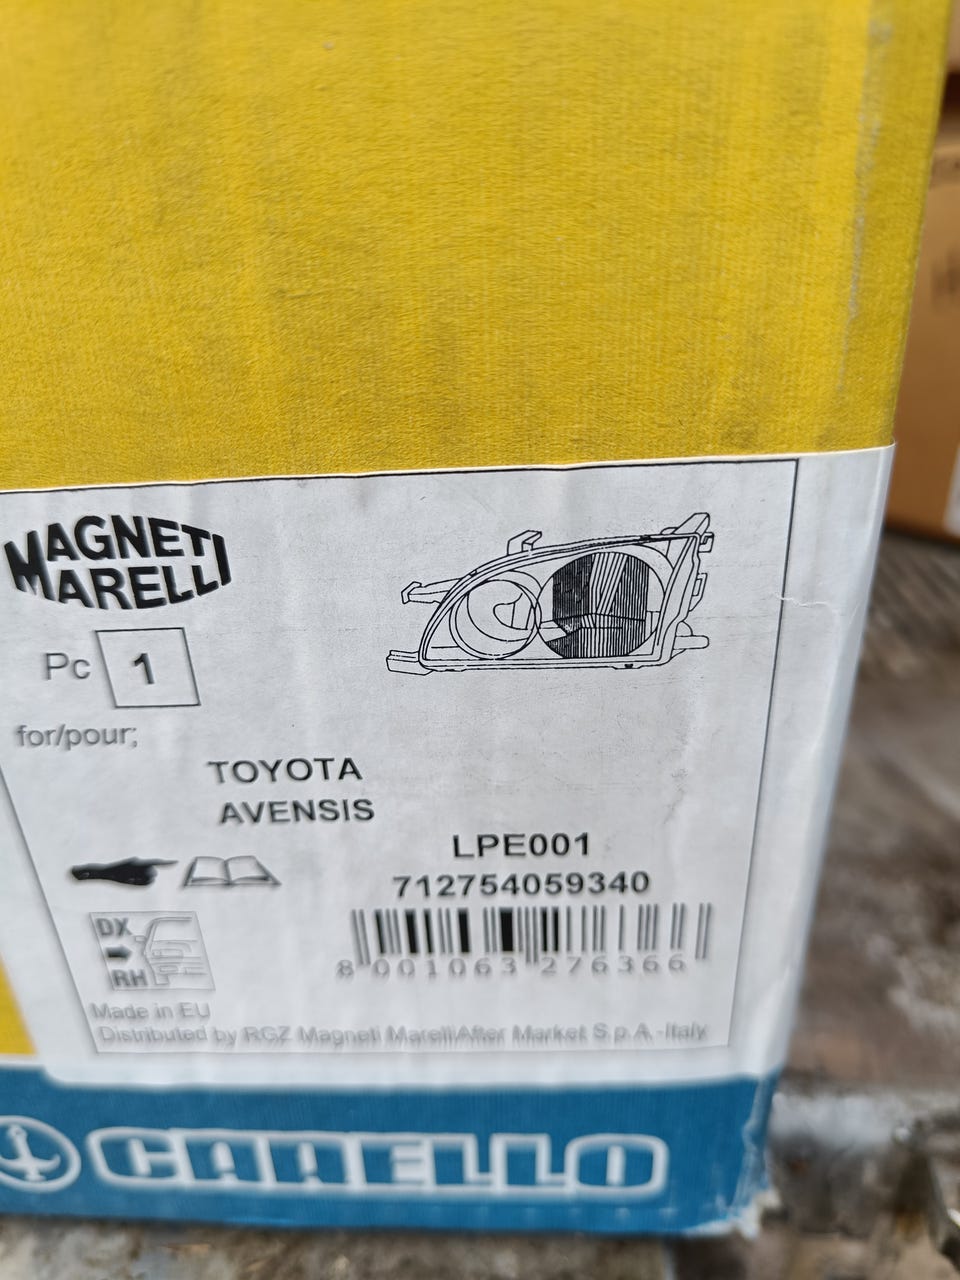 MAGNETI
MARELLI
Pc 1
for/pour;
TOYOTA
AVENSIS
LPE001
712754059340
8 001063 276366
DX
RH
Made in EU
Distributed by RGZ Magneti Marelli After Market S.p.A.-Italy
CARELLO